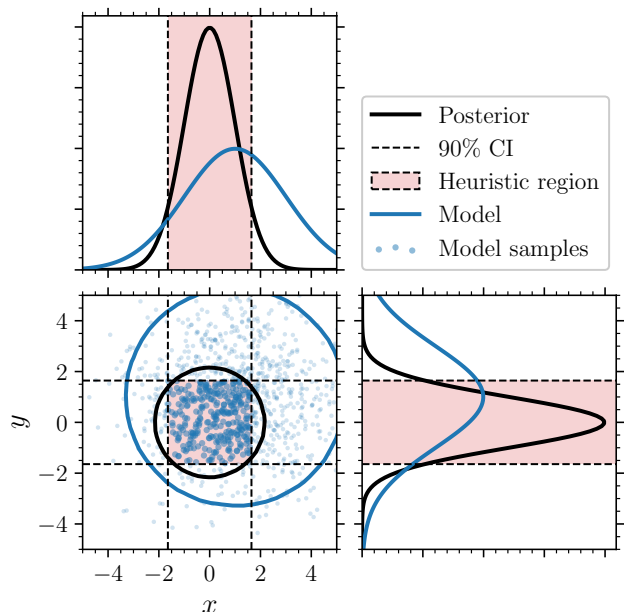 Posterior
90% CI
Heuristic region
Model
Model samples
4
2
0
−2
−4
y
−4 −2 0 2 4
x